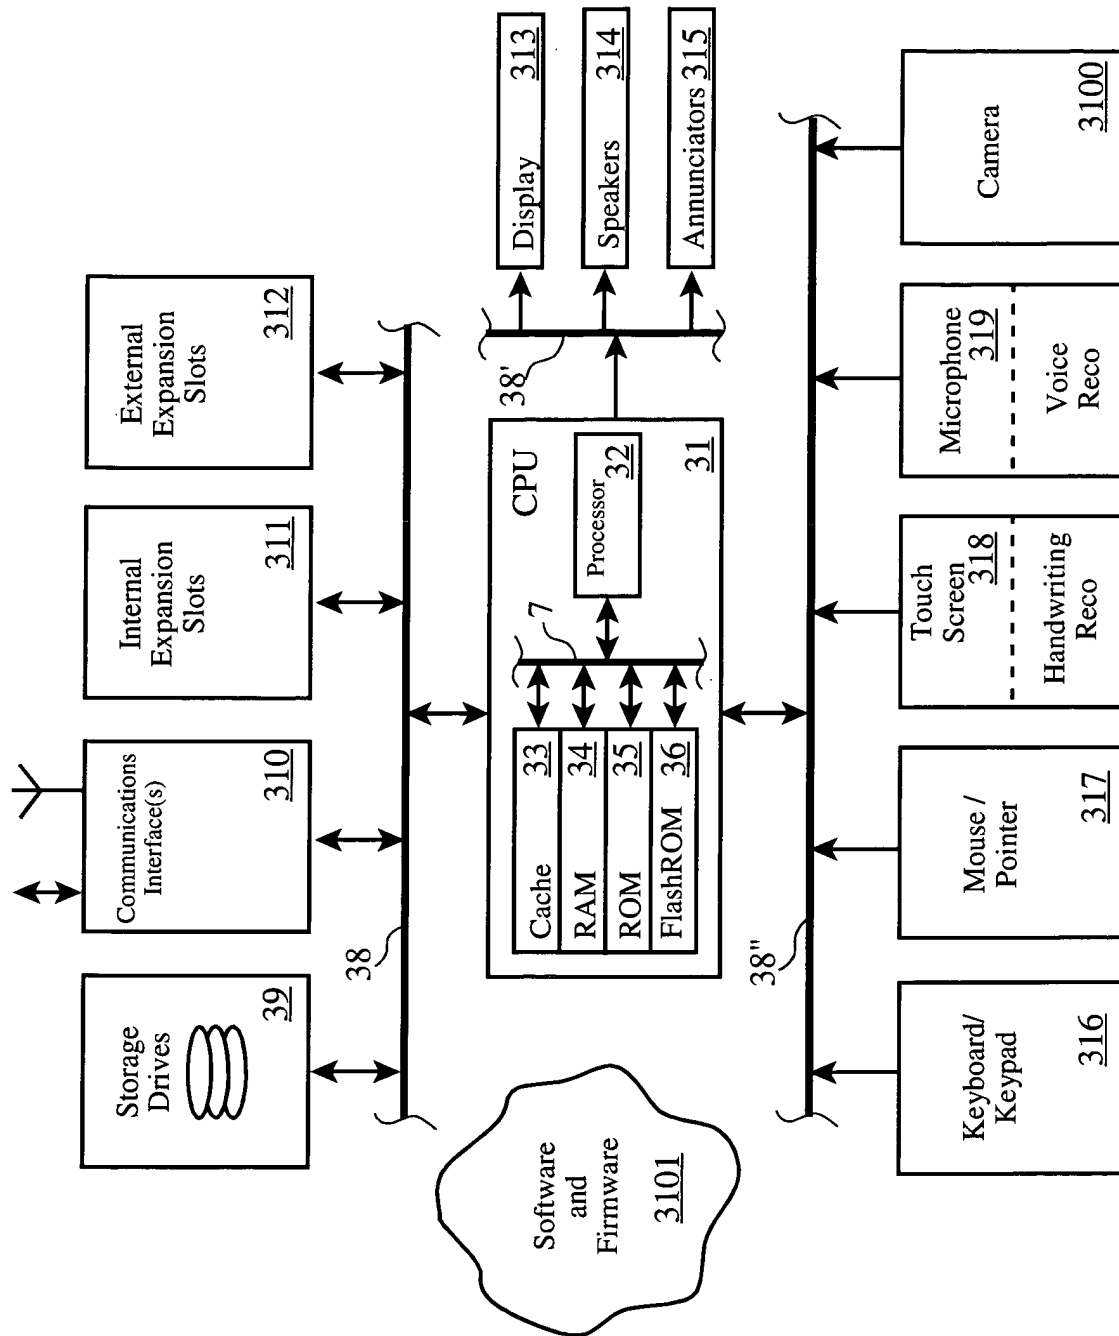 Storage
Drives
39
Communications
Interface(s)
310
Internal
Expansion
Slots
311
External
Expansion
Slots
312
38
Software
and
Firmware
3101
CPU
31
Cache 33
RAM 34
ROM 35
FlashROM 36
7
Processor
32
38'
Display 313
Speakers 314
Annunciators 315
38"
Keyboard/
Keypad
316
Mouse /
Pointer
317
Touch
Screen
318
Handwriting
Reco
Microphone
319
Voice
Reco
Camera
3100